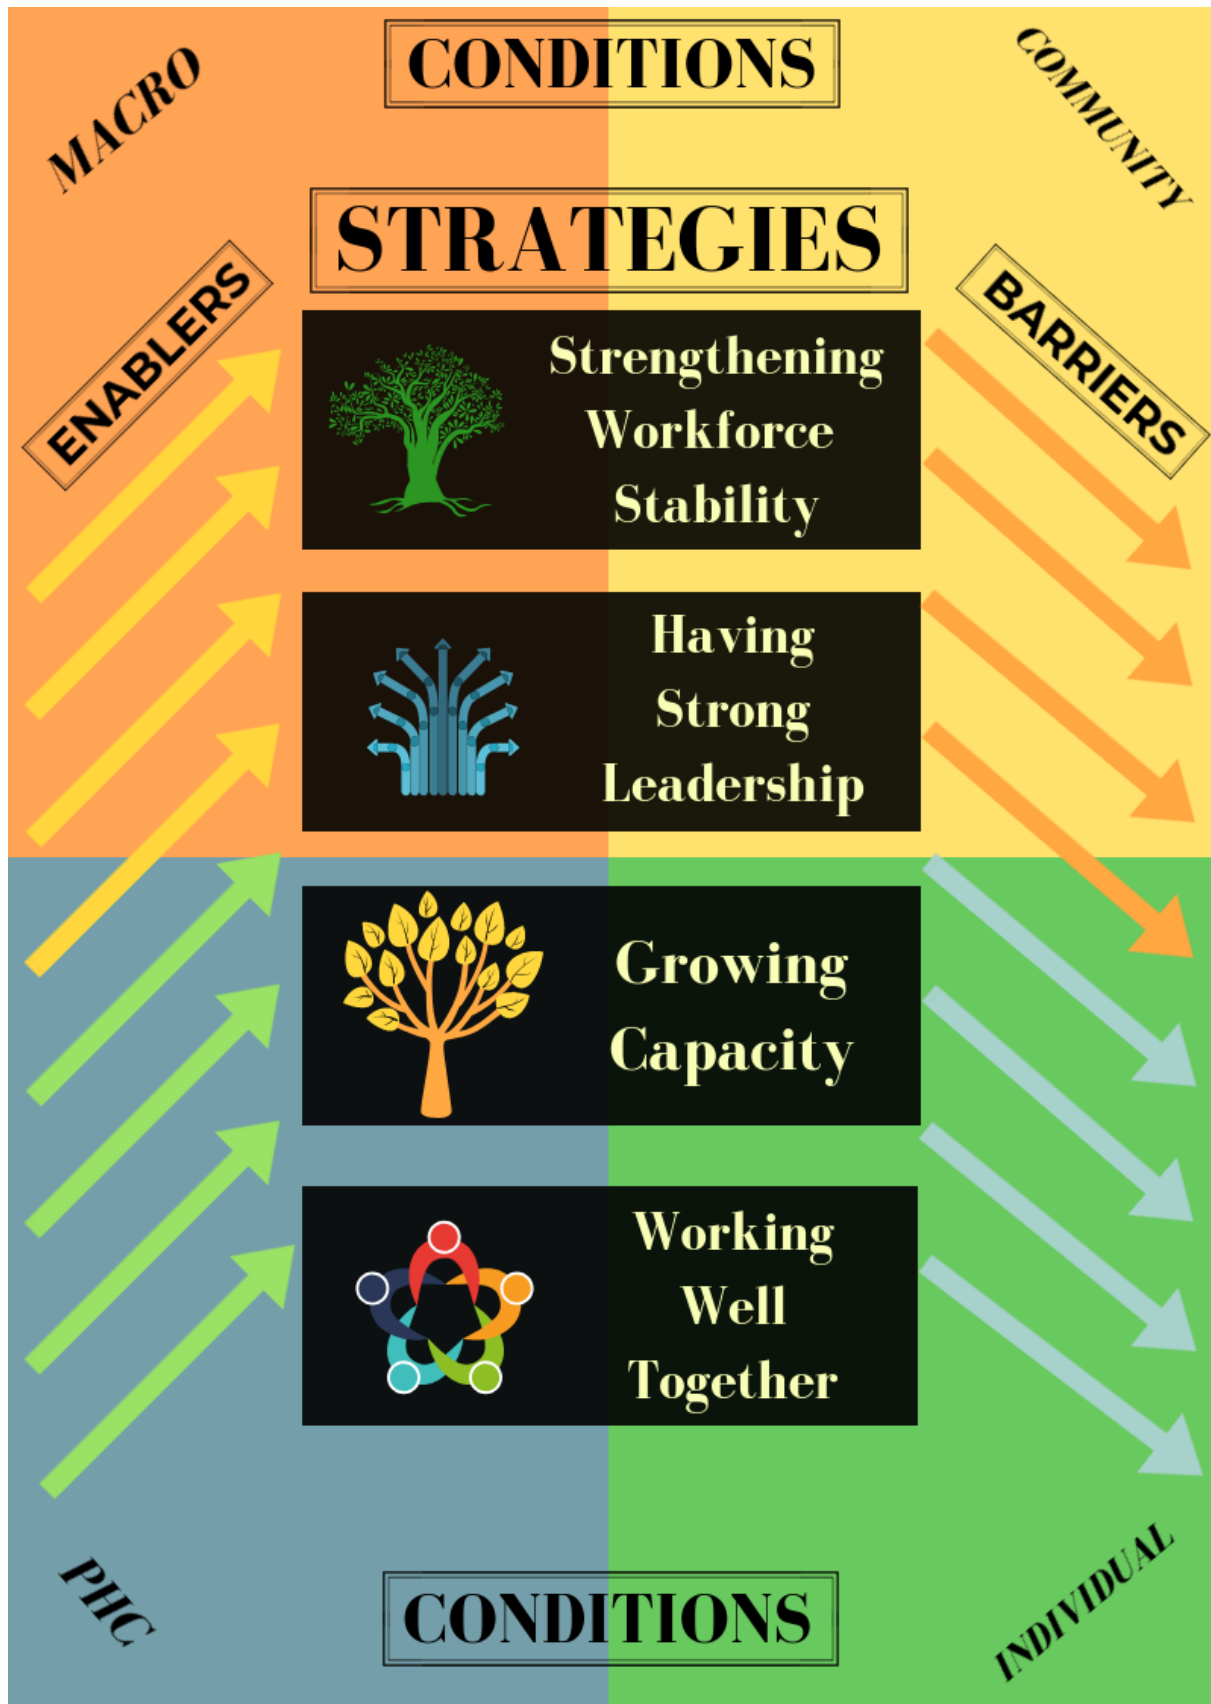 CONDITIONS
MACRO
COMMUNITY
STRATEGIES
ENABLERS
BARRIERS
Strengthening
Workforce
Stability
Having
Strong
Leadership
Growing
Capacity
Working
Well
Together
PHC
CONDITIONS
INDIVIDUAL